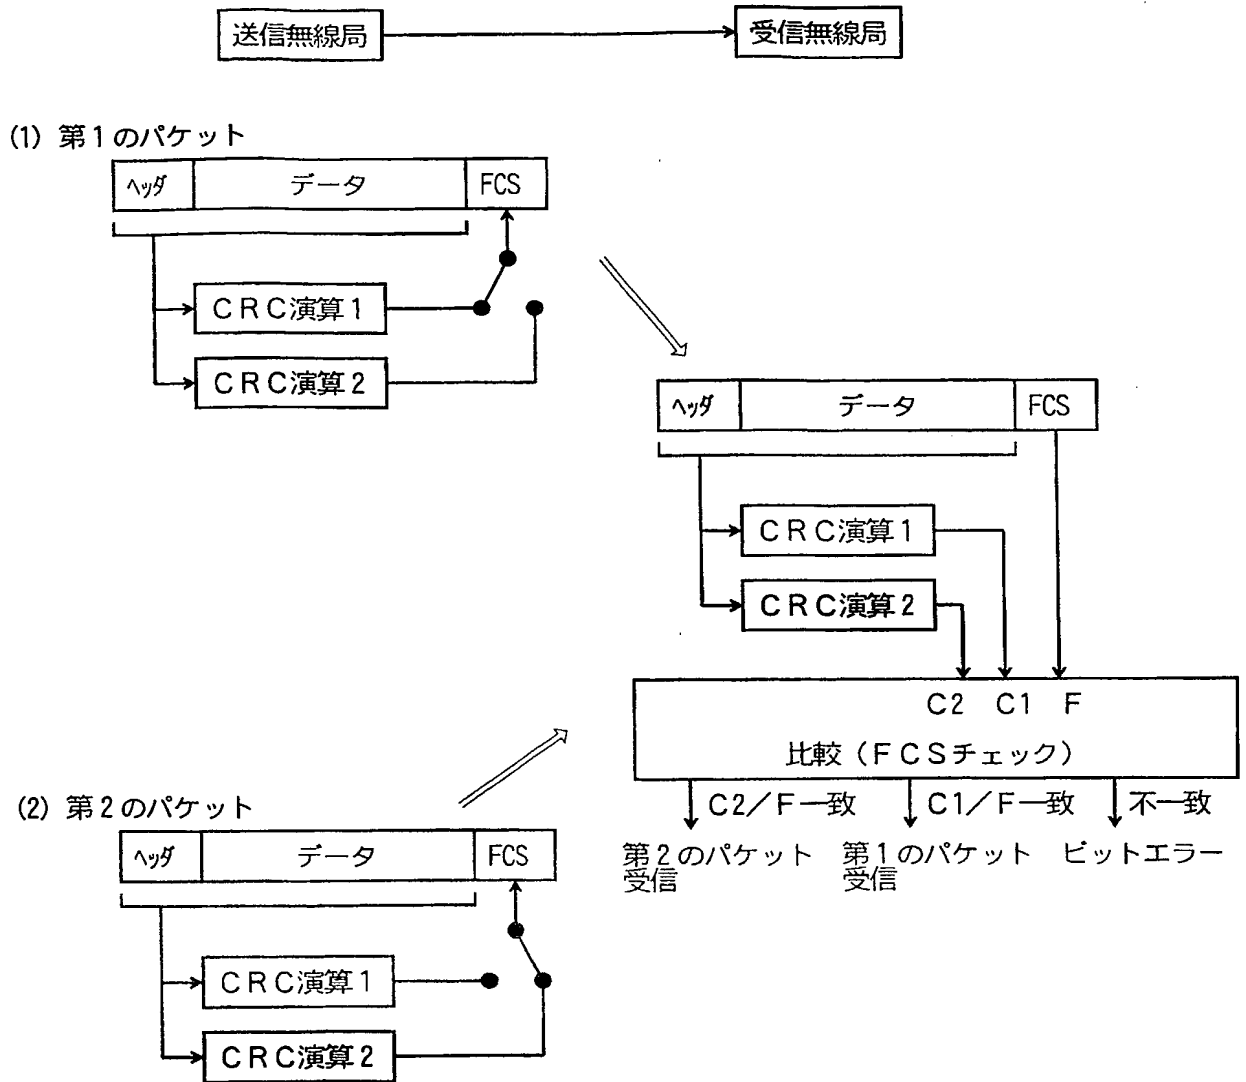 送信無線局
受信無線局
(1) 第1のパケット
ヘッダ
データ
FCS
CRC演算1
CRC演算2
ヘッダ
データ
FCS
CRC演算1
CRC演算2
C2 C1 F
比較(FCSチェック)
C2/F一致
C1/F一致
不一致
第2のパケット
受信
第1のパケット
受信
ビットエラー
(2) 第2のパケット
ヘッダ
データ
FCS
CRC演算1
CRC演算2